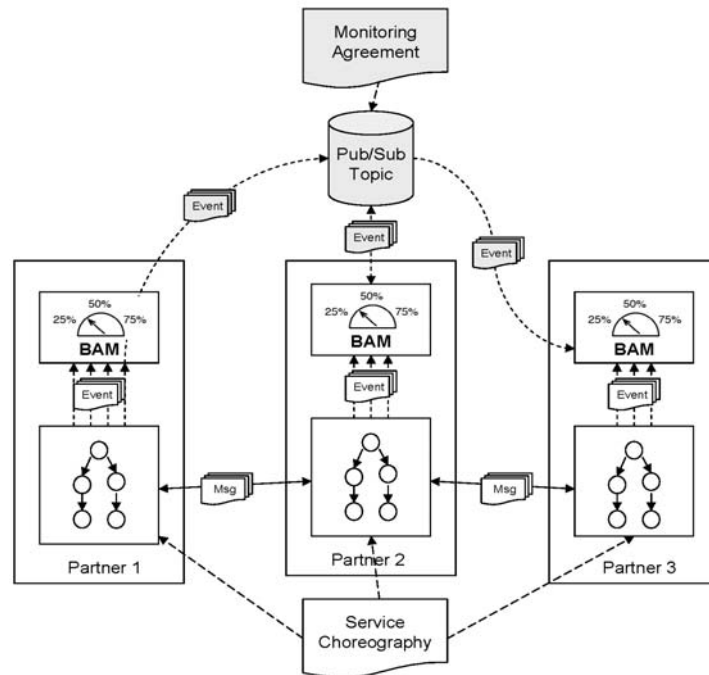 Monitoring
Agreement
Pub/Sub
Topic
Event
Event
Event
50%
25% 75%
BAM
50%
25% 75%
BAM
50%
25% 75%
BAM
Event
Event
Event
Msg
Msg
Partner 1
Partner 2
Partner 3
Service
Choreography